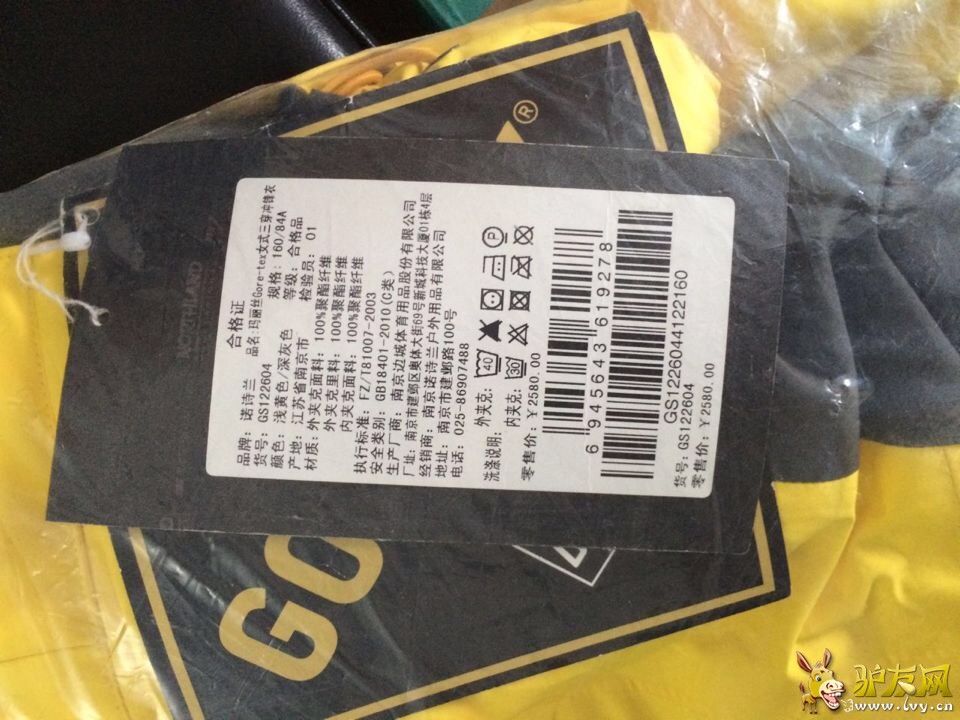 合格证
品牌: 诺诗兰 品名:玛丽丝Gore-tex女式三穿冲锋衣
货号: GS122604 规格: 160/84A
颜色: 浅黄色/深灰色 等级: 合格品
产地: 江苏省南京市 检验员: 01
材质: 外夹克面料: 100%聚酯纤维
外夹克里料: 100%聚酯纤维
内夹克面料: 100%聚酯纤维
执行标准: FZ/T81007-2003
安全类别: GB18401-2010(C类)
生产厂商: 南京边城体育用品股份有限公司
厂址: 南京市建邺区奥体大街69号新城科技大厦01栋4层
经销商: 南京诺诗兰户外用品有限公司
地址: 南京市建邺路100号
电话: 025-86907488
洗涤说明: 外夹克: 40 P
内夹克: 30
零售价: ￥2580.00
6 945643 619278
GS1226044122160
货号: GS122604
零售价: ￥2580.00
GO
®
NORTHLAND
驴友网
www.lvy.cn